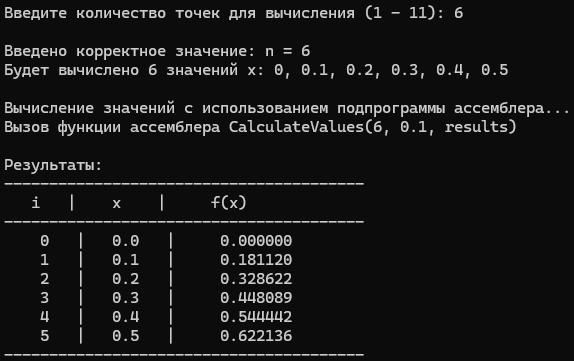 Введите количество точек для вычисления (1 - 11): 6
Введено корректное значение: n = 6
Будет вычислено 6 значений x: 0, 0.1, 0.2, 0.3, 0.4, 0.5
Вычисление значений с использованием подпрограммы ассемблера...
Вызов функции ассемблера CalculateValues(6, 0.1, results)
Результаты:
----------------------------------------
i | x | f(x)
----------------------------------------
0 | 0.0 | 0.000000
1 | 0.1 | 0.181120
2 | 0.2 | 0.328622
3 | 0.3 | 0.448089
4 | 0.4 | 0.544442
5 | 0.5 | 0.622136
----------------------------------------